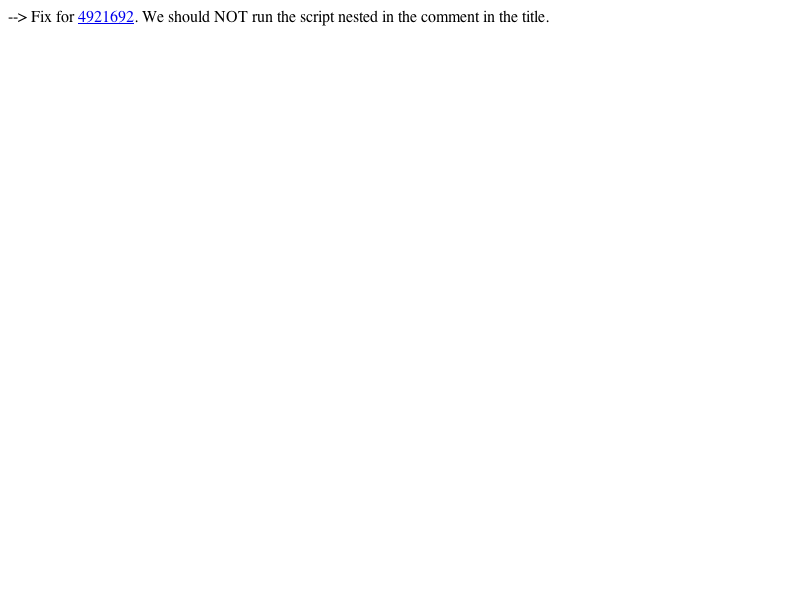 --> Fix for 4921692. We should NOT run the script nested in the comment in the title.